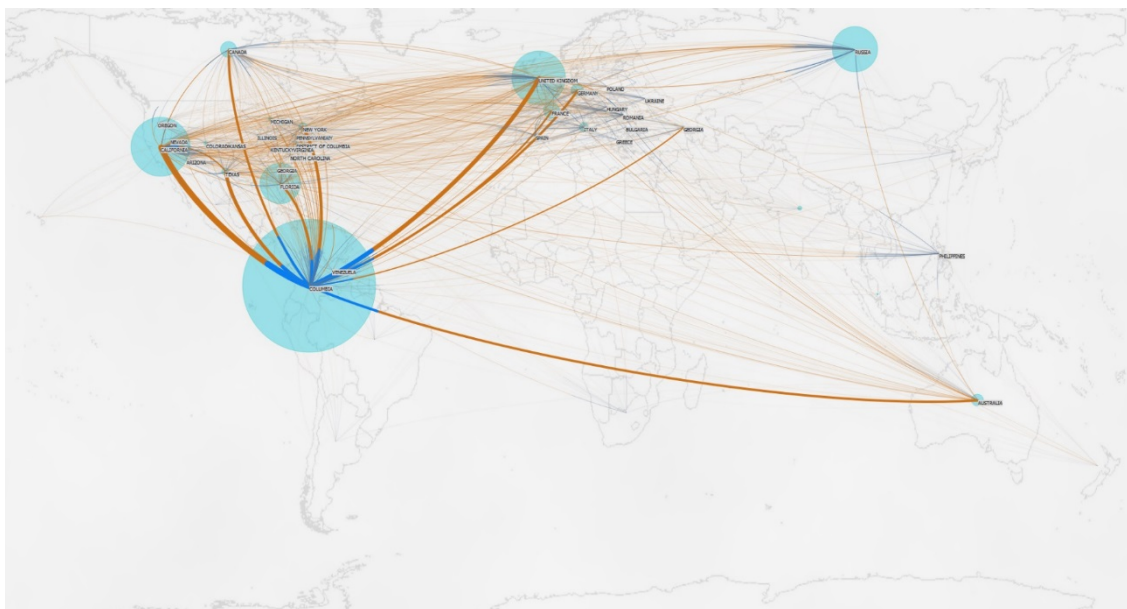 CANADA
RUSSIA
UNITED KINGDOM
GERMANY
POLAND
UKRAINE
HUNGARY
FRANCE
ROMANIA
OREGON
MICHIGAN
NEW YORK
ITALY
BULGARIA
GEORGIA
ILLINOIS
PENNSYLVANIA
SPAIN
NEVADA
CALIFORNIA
COLORADO
KANSAS
DISTRICT OF COLUMBIA
GREECE
KENTUCKY
VIRGINIA
ARIZONA
NORTH CAROLINA
TEXAS
GEORGIA
FLORIDA
PHILIPPINES
VENEZUELA
COLUMBIA
AUSTRALIA